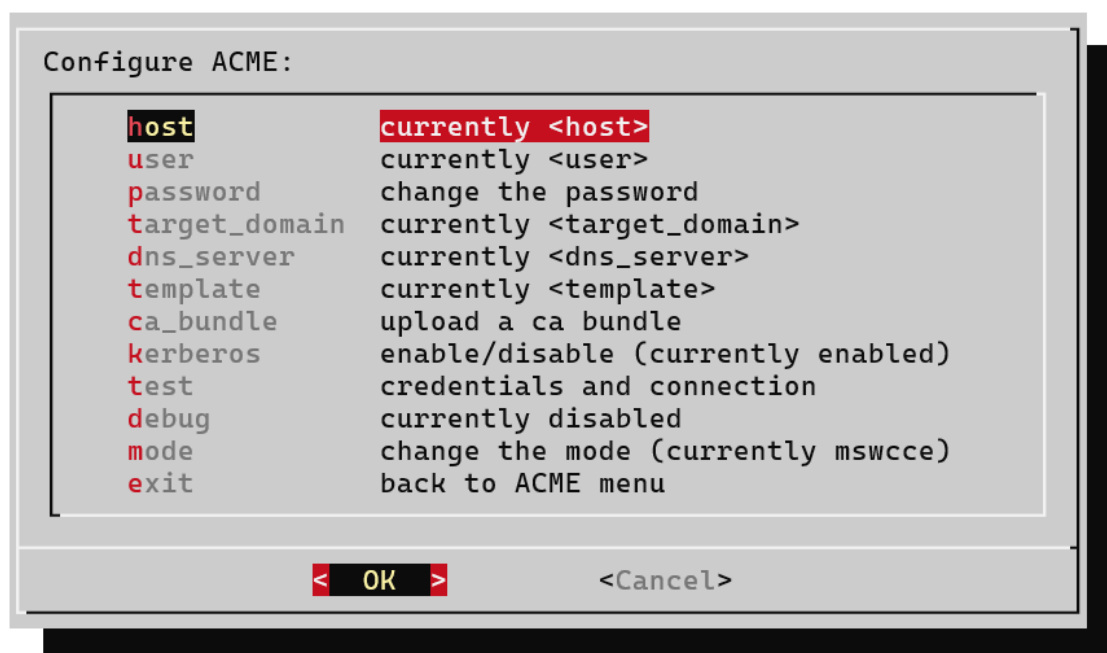 Configure ACME:
host currently <host>
user currently <user>
password change the password
target_domain currently <target_domain>
dns_server currently <dns_server>
template currently <template>
ca_bundle upload a ca bundle
kerberos enable/disable (currently enabled)
test credentials and connection
debug currently disabled
mode change the mode (currently mswcce)
exit back to ACME menu
< OK > <Cancel>